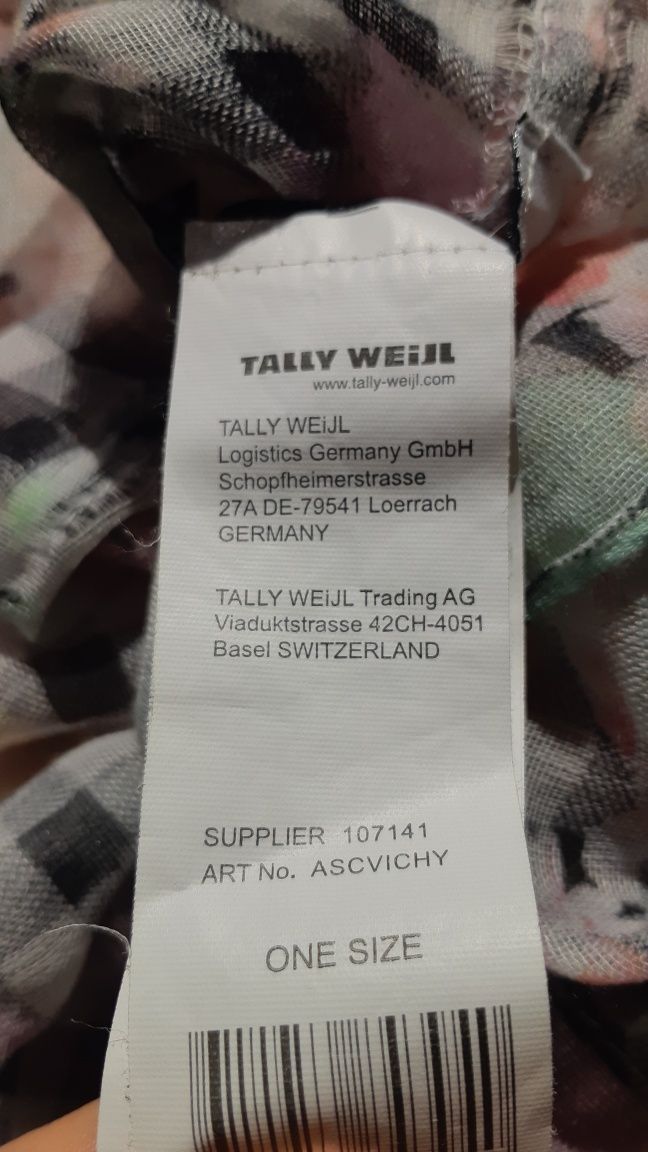 TALLY WEiJL
www.tally-weijl.com
TALLY WEiJL
Logistics Germany GmbH
Schopfheimerstrasse
27A DE-79541 Loerrach
GERMANY
TALLY WEiJL Trading AG
Viaduktstrasse 42CH-4051
Basel SWITZERLAND
SUPPLIER 107141
ART No. ASCVICHY
ONE SIZE